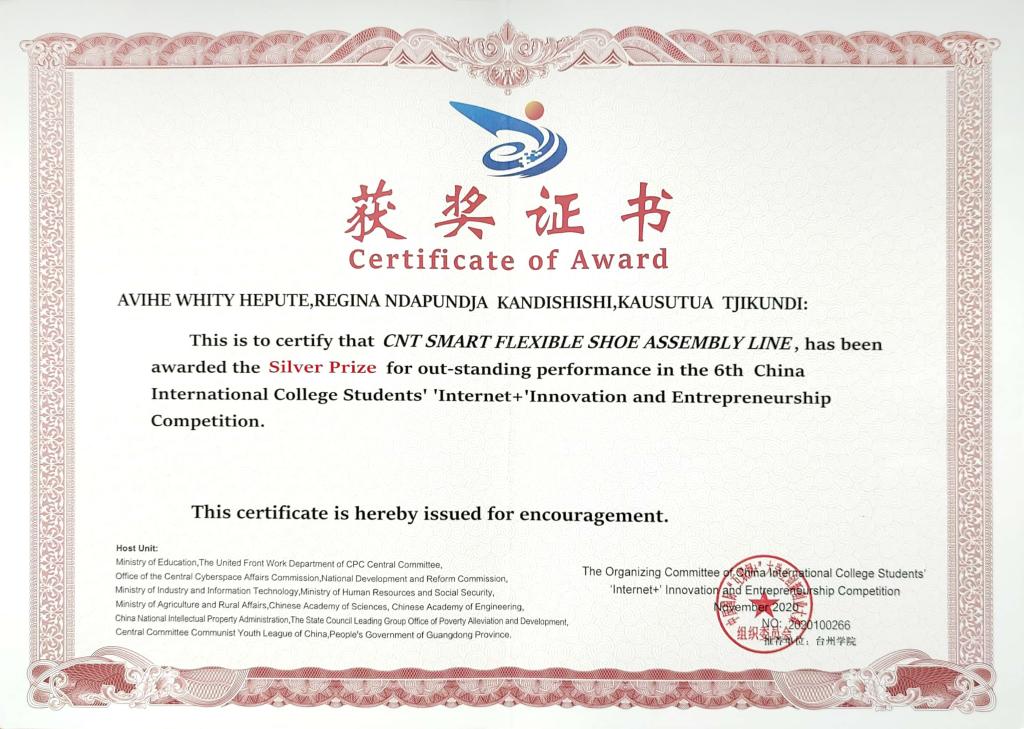 获奖证书
Certificate of Award
AVIHE WHITY HEPUTE,REGINA NDAPUNDJA KANDISHISHI,KAUSUTUA TJIKUNDI:
This is to certify that CNT SMART FLEXIBLE SHOE ASSEMBLY LINE, has been
awarded the Silver Prize for out-standing performance in the 6th China
International College Students' 'Internet+'Innovation and Entrepreneurship
Competition.
This certificate is hereby issued for encouragement.
Host Unit:
Ministry of Education,The United Front Work Department of CPC Central Committee,
Office of the Central Cyberspace Affairs Commission,National Development and Reform Commission,
Ministry of Industry and Information Technology,Ministry of Human Resources and Social Security,
Ministry of Agriculture and Rural Affairs,Chinese Academy of Sciences, Chinese Academy of Engineering,
China National Intellectual Property Administration,The State Council Leading Group Office of Poverty Alleviation and Development,
Central Committee Communist Youth League of China,People's Government of Guangdong Province.
The Organizing Committee of China International College Students'
'Internet+' Innovation and Entrepreneurship Competition
November 2020
NO: 2020100266
推荐单位：台州学院
组织委员会